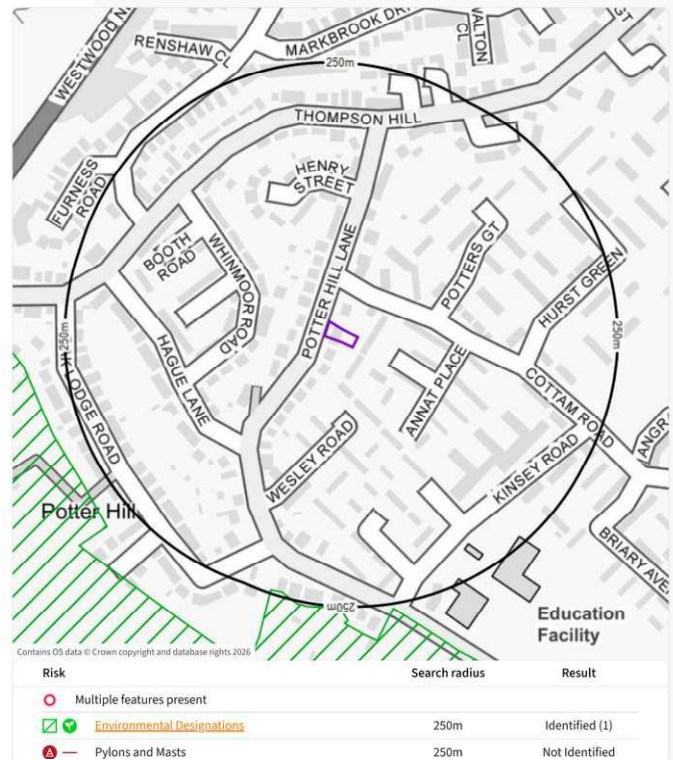 WALTON
CL
GT
MARKBROOK DR
WESTWOOD N
RENSHAW CL
250m
THOMPSON HILL
HENRY
STREET
FURNESS
ROAD
BOOTH
ROAD
WHINMOOR ROAD
POTTER HILL LANE
POTTERS GT
HURST GREEN
250m
250m
HAGUE LANE
ANNAT PLACE
COTTAM ROAD
LODGE ROAD
WESLEY ROAD
KINSEY ROAD
Potter Hill
BRIARY AVE
250m
Education
Facility
Contains OS data © Crown copyright and database rights 2026
Risk Search radius Result
Multiple features present
Environmental Designations 250m Identified (1)
Pylons and Masts 250m Not Identified